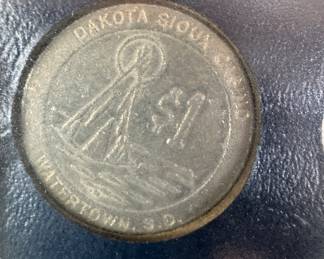 DAKOTA SIOUX CASINO
$1
WATERTOWN, S.D.